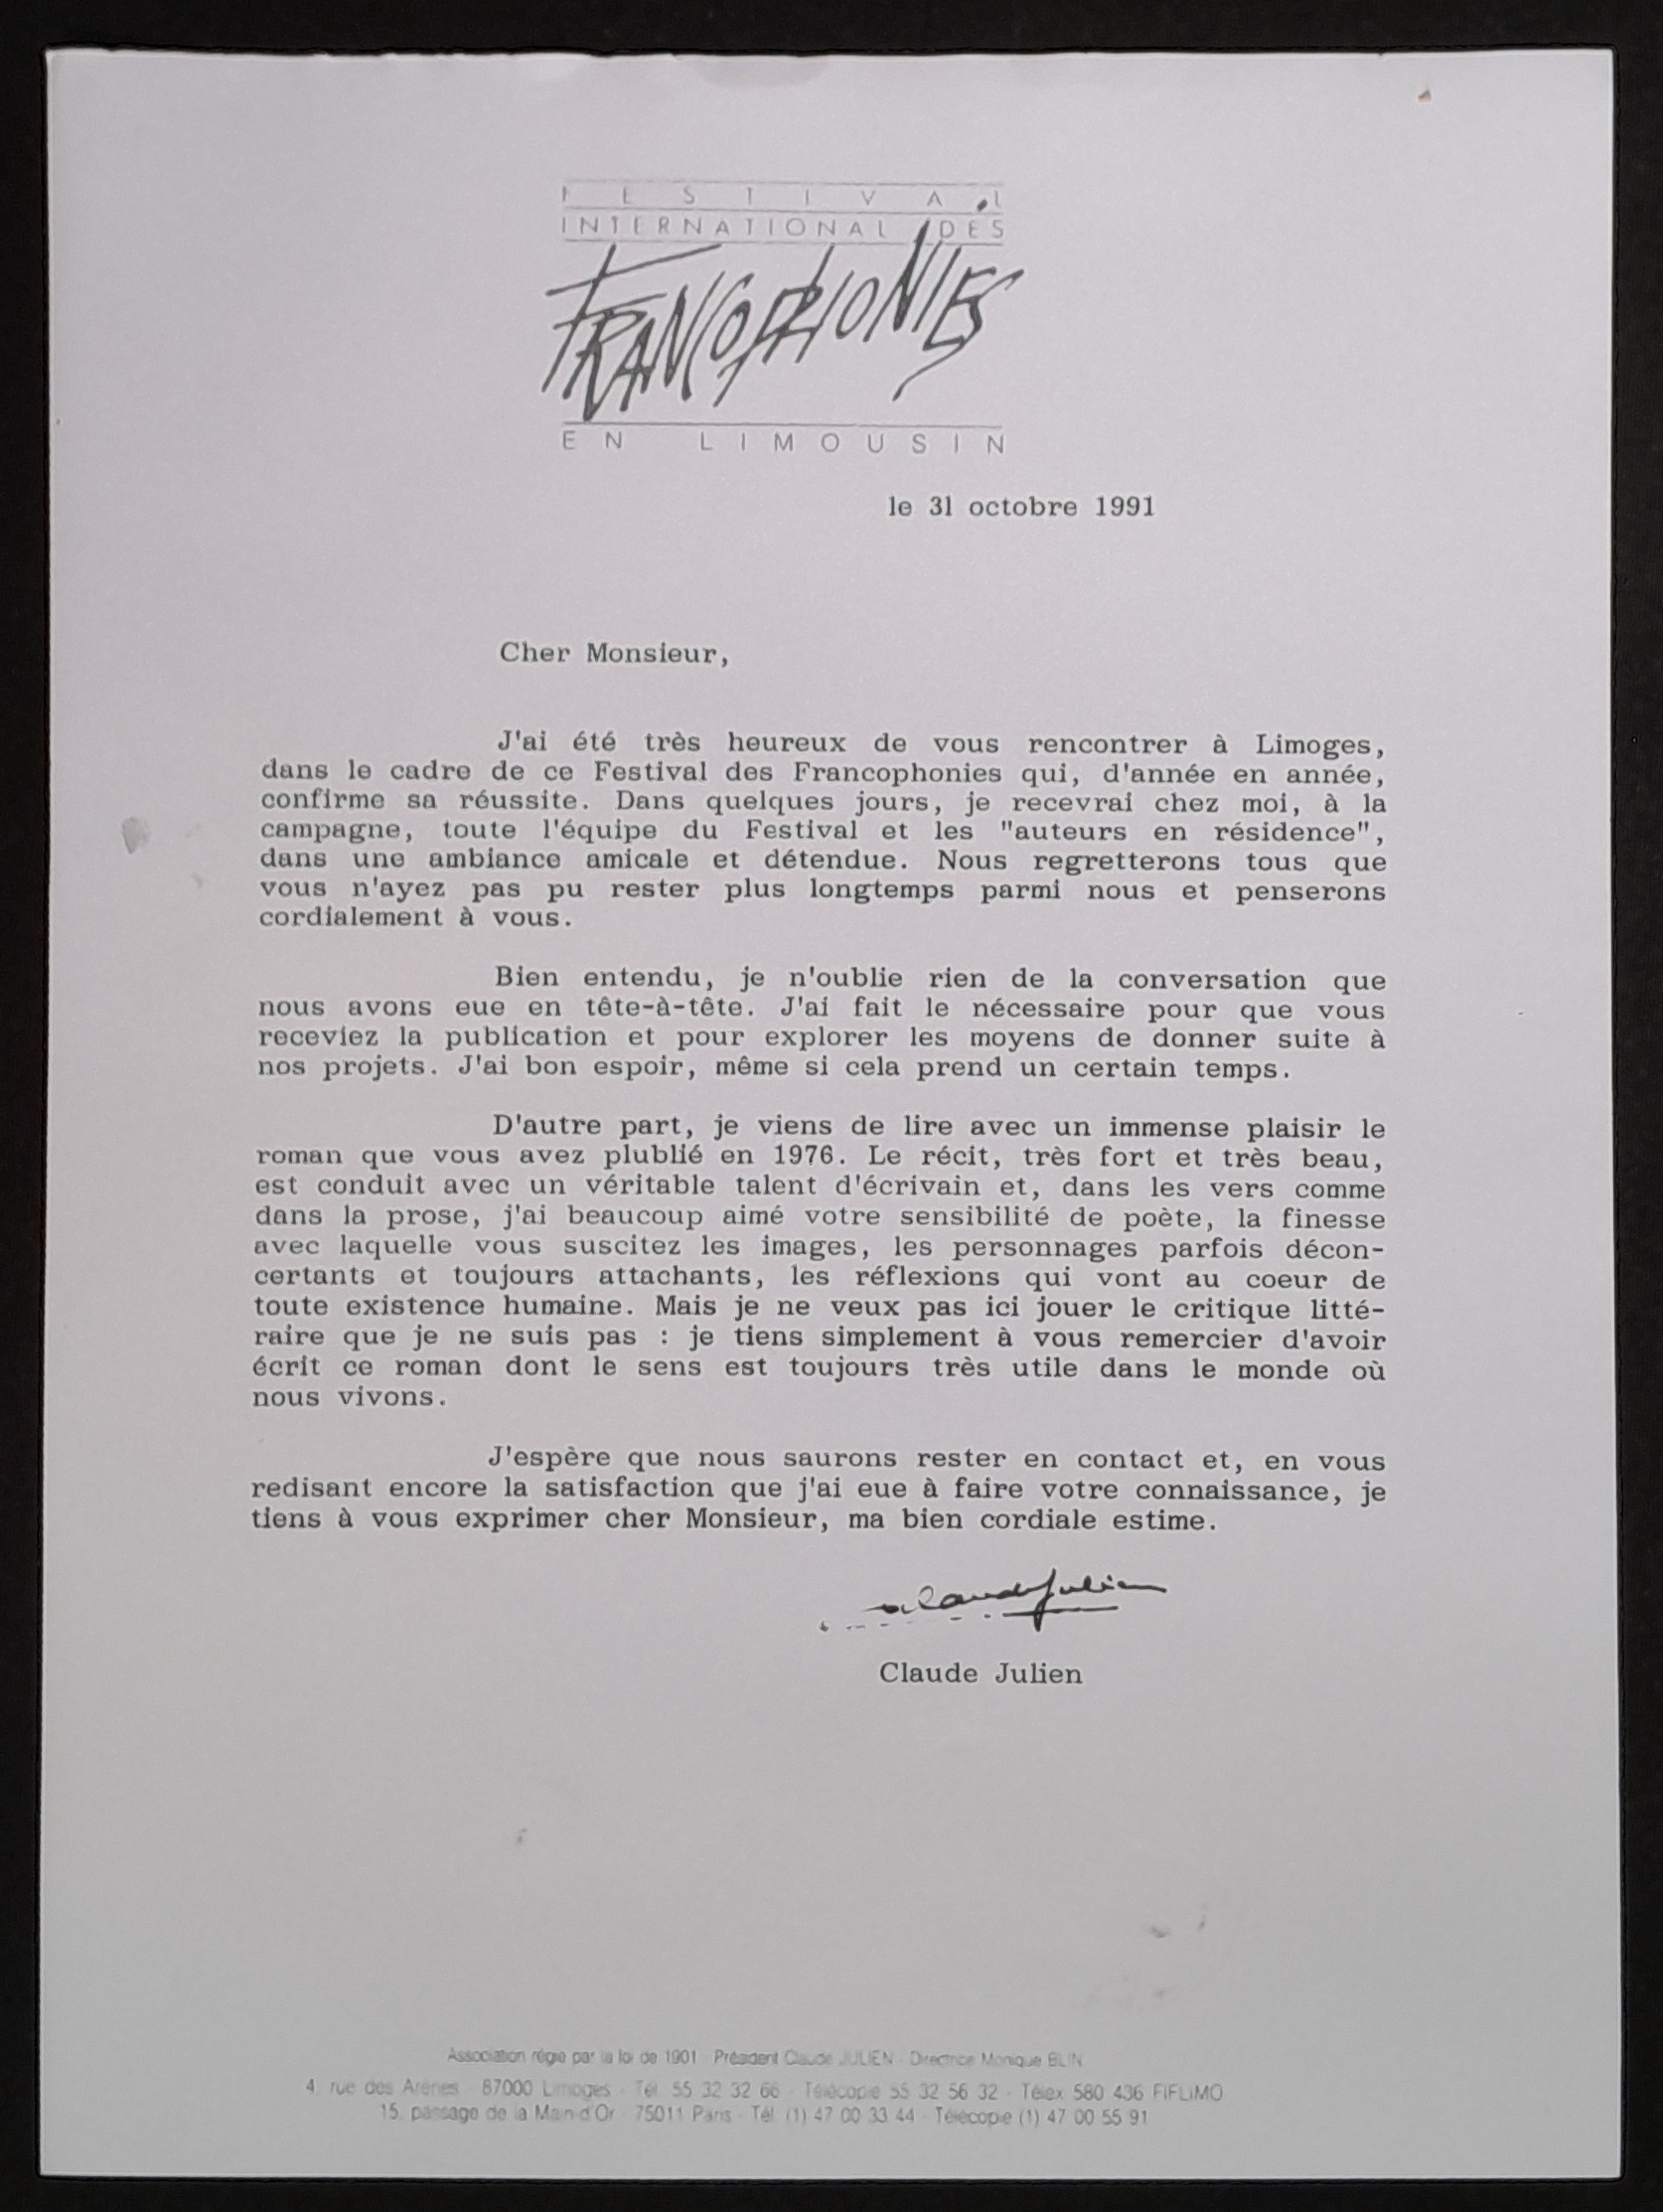 FESTIVAL
INTERNATIONAL DES
FRANCOPHONIES
EN LIMOUSIN
le 31 octobre 1991
Cher Monsieur,
J'ai été très heureux de vous rencontrer à Limoges,
dans le cadre de ce Festival des Francophonies qui, d'année en année,
confirme sa réussite. Dans quelques jours, je recevrai chez moi, à la
campagne, toute l'équipe du Festival et les "auteurs en résidence",
dans une ambiance amicale et détendue. Nous regretterons tous que
vous n'ayez pas pu rester plus longtemps parmi nous et penserons
cordialement à vous.
Bien entendu, je n'oublie rien de la conversation que
nous avons eue en tête-à-tête. J'ai fait le nécessaire pour que vous
receviez la publication et pour explorer les moyens de donner suite à
nos projets. J'ai bon espoir, même si cela prend un certain temps.
D'autre part, je viens de lire avec un immense plaisir le
roman que vous avez plublié en 1976. Le récit, très fort et très beau,
est conduit avec un véritable talent d'écrivain et, dans les vers comme
dans la prose, j'ai beaucoup aimé votre sensibilité de poète, la finesse
avec laquelle vous suscitez les images, les personnages parfois décon-
certants et toujours attachants, les réflexions qui vont au coeur de
toute existence humaine. Mais je ne veux pas ici jouer le critique litté-
raire que je ne suis pas : je tiens simplement à vous remercier d'avoir
écrit ce roman dont le sens est toujours très utile dans le monde où
nous vivons.
J'espère que nous saurons rester en contact et, en vous
redisant encore la satisfaction que j'ai eue à faire votre connaissance, je
tiens à vous exprimer cher Monsieur, ma bien cordiale estime.
Claude Julien
Claude Julien
Association régie par la loi de 1901 - Président Claude JULIEN - Directrice Monique BLIN
4, rue des Arènes - 87000 Limoges - Tél. 55 32 32 66 - Télécopie 55 32 56 32 - Télex 580 436 FIFLIMO
15, passage de la Main d'Or - 75011 Paris - Tél. (1) 47 00 33 44 - Télécopie (1) 47 00 55 91